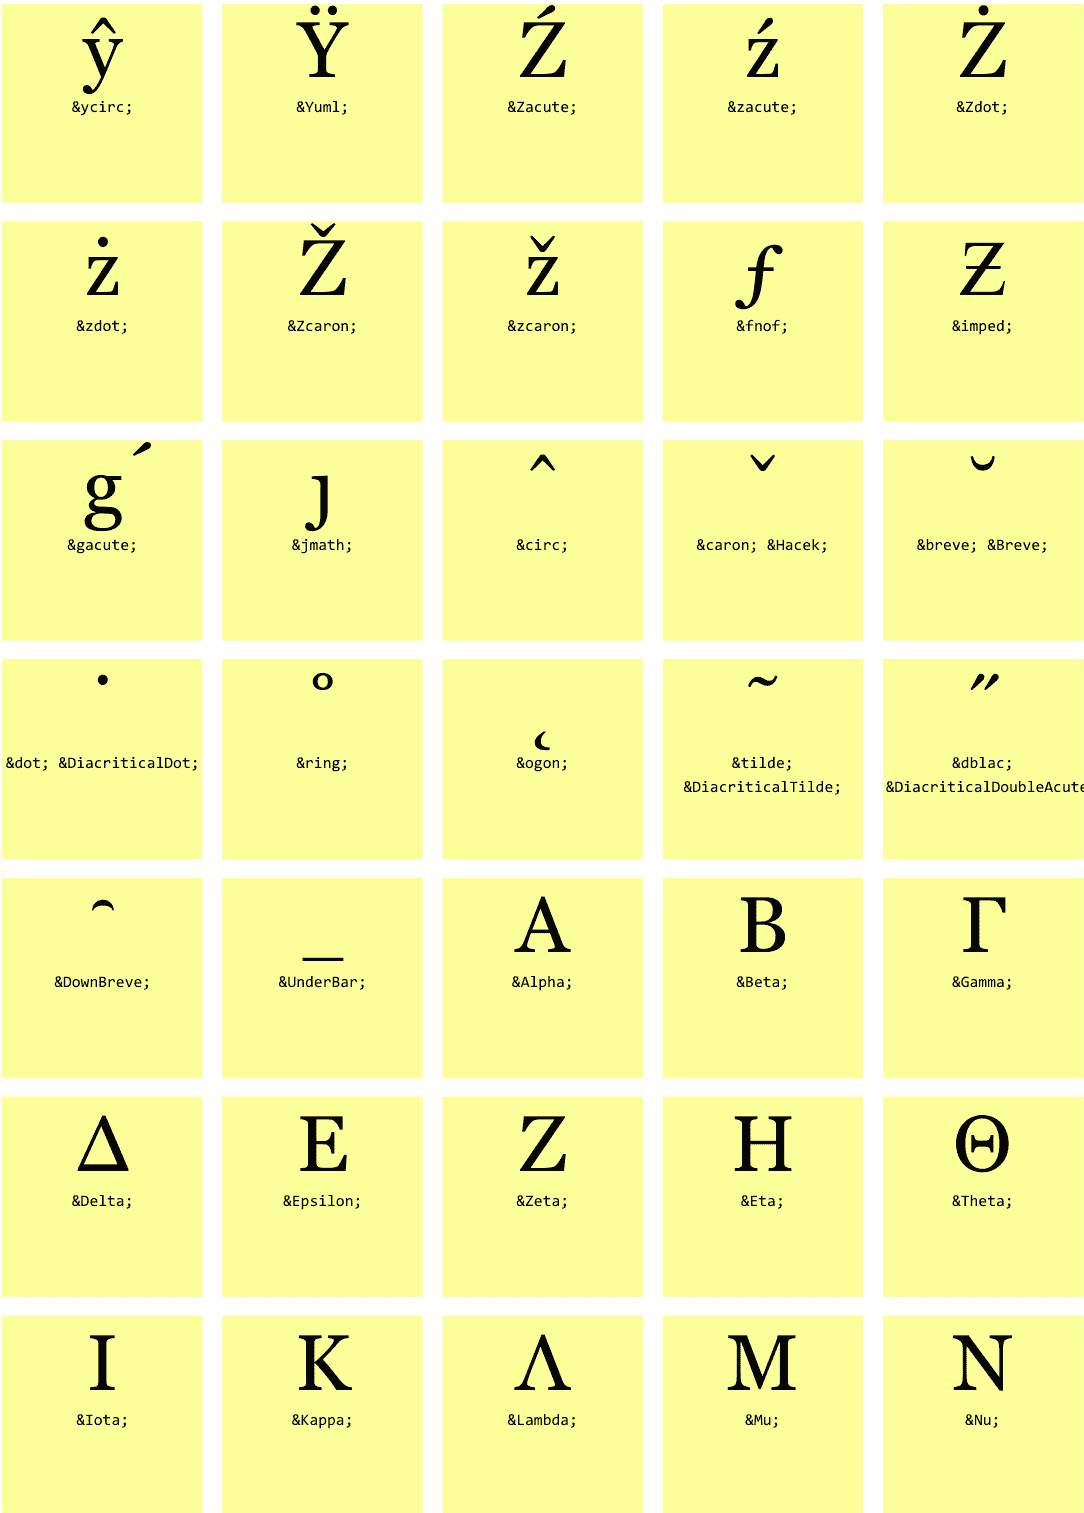 ŷ Ÿ Ź ź Ż
&ycirc; &Yuml; &Zacute; &zacute; &Zdot;
ż Ž ž ƒ Ƶ
&zdot; &Zcaron; &zcaron; &fnof; &imped;
ǵ ȷ ˆ ˇ ˘
&gacute; &jmath; &circ; &caron; &Hacek; &breve; &Breve;
˙ ˚ ˛ ˜ ˝
&dot; &DiacriticalDot; &ring; &ogon; &tilde; &dblac;
&DiacriticalTilde; &DiacriticalDoubleAcute
̑ _ Α Β Γ
&DownBreve; &UnderBar; &Alpha; &Beta; &Gamma;
Δ Ε Ζ Η Θ
&Delta; &Epsilon; &Zeta; &Eta; &Theta;
Ι Κ Λ Μ Ν
&Iota; &Kappa; &Lambda; &Mu; &Nu;